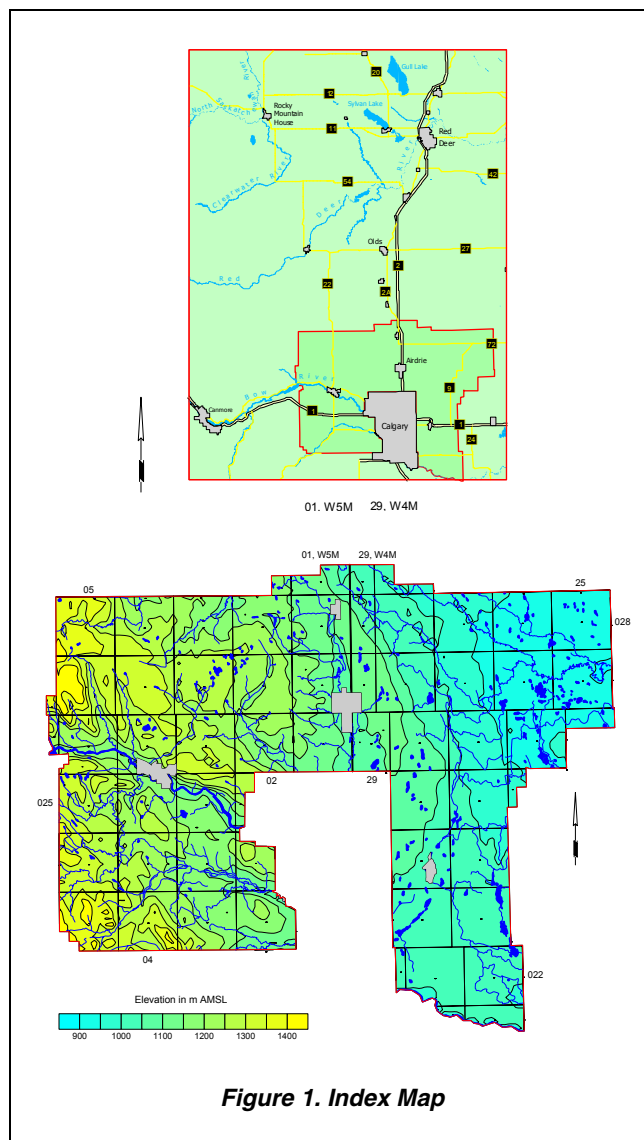 20
Gull Lake
River
12
North Saskatch
ewan
Rocky
Mountain
House
Sylvan Lake
11
Red
Deer
River
Clearwater River
54
42
Deer
Olds
27
Red
2
22
2A
72
Airdrie
Bow River
9
Canmore
1
Calgary
1
24
01. W5M 29. W4M
01, W5M 29, W4M
05
25
028
02
29
025
04
022
Elevation in m AMSL
900 1000 1100 1200 1300 1400
Figure 1. Index Map